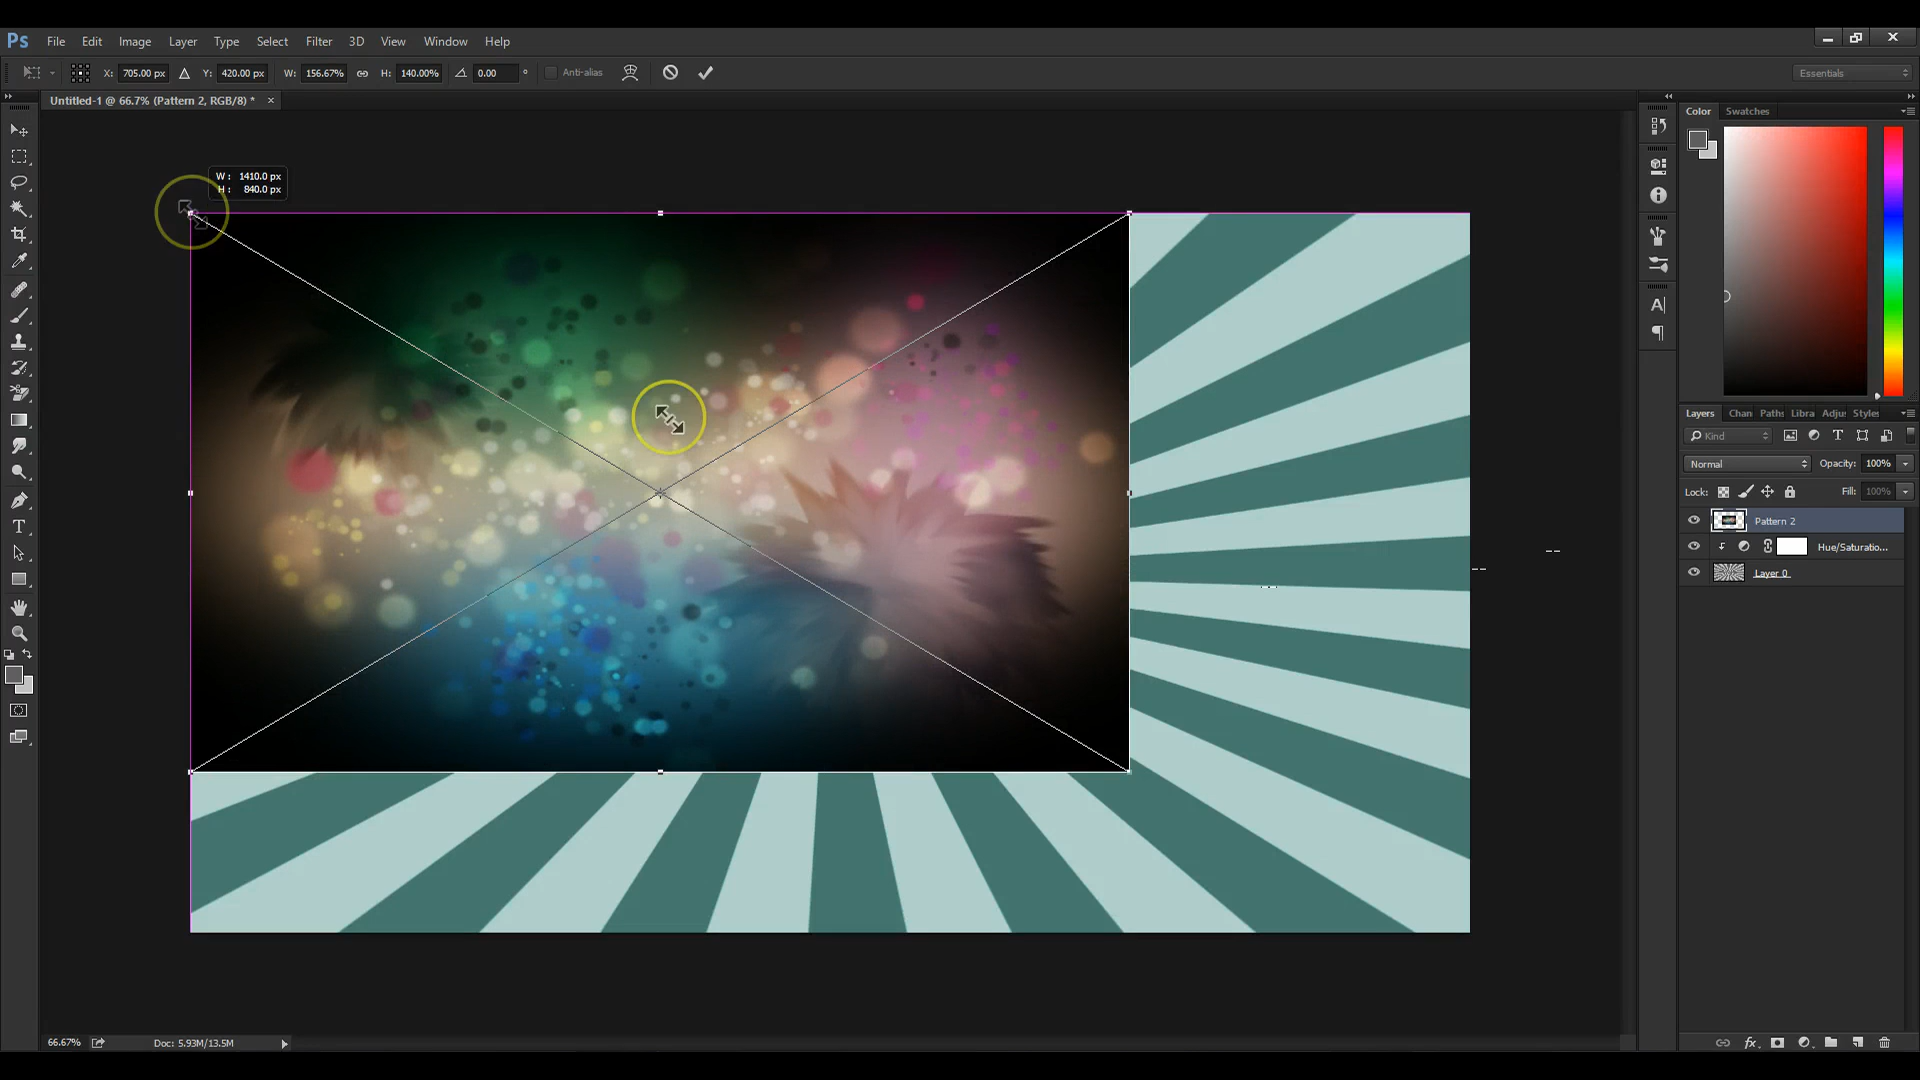 Ps File Edit Image Layer Type Select Filter 3D View Window Help
X: 705.00 px Y: 420.00 px W: 156.67% H: 140.00% 0.00 ° Anti-alias Essentials
Untitled-1 @ 66.7% (Pattern 2, RGB/8) * ×
Color Swatches
W : 1410.0 px
H : 840.0 px
Layers Chan Paths Libra Adjus Styles
Kind
Normal Opacity: 100%
Lock: Fill: 100%
Pattern 2
Hue/Saturatio...
Layer 0
66.67% Doc: 5.93M/13.5M